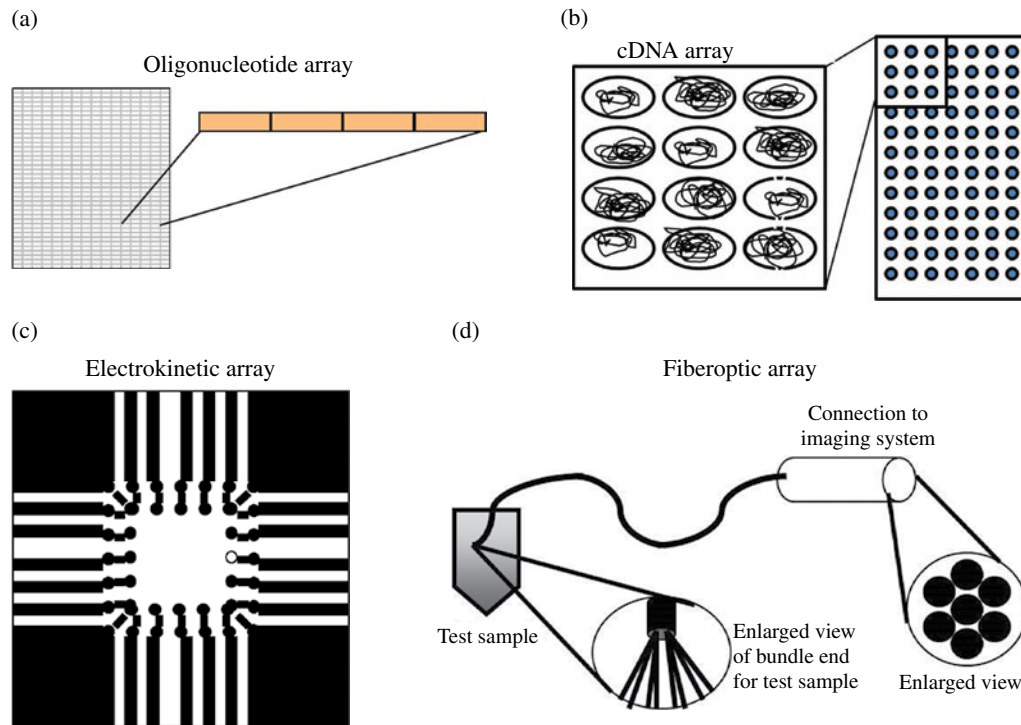 (a)
Oligonucleotide array
(b)
cDNA array
(c)
Electrokinetic array
(d)
Fiberoptic array
Connection to
imaging system
Test sample
Enlarged view
of bundle end
for test sample
Enlarged view